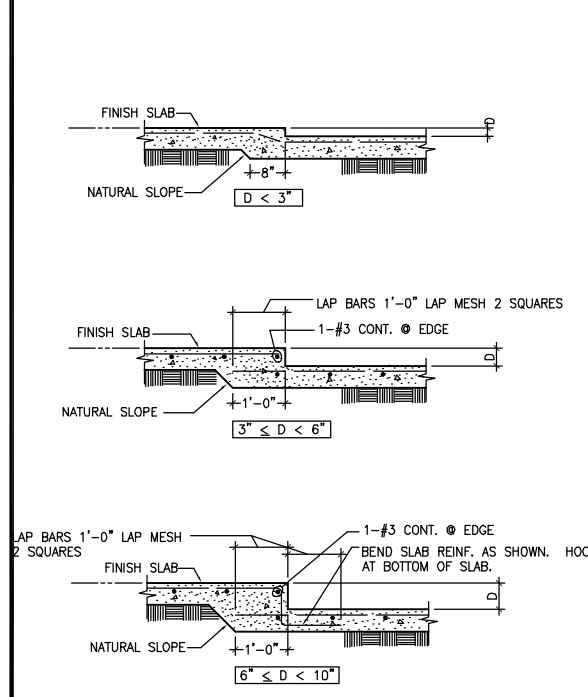 FINISH SLAB
D
8"
NATURAL SLOPE
D < 3"
LAP BARS 1'-0" LAP MESH 2 SQUARES
1-#3 CONT. @ EDGE
FINISH SLAB
D
NATURAL SLOPE
1'-0"
3" ≤ D < 6"
LAP BARS 1'-0" LAP MESH
2 SQUARES
1-#3 CONT. @ EDGE
BEND SLAB REINF. AS SHOWN. HOO
AT BOTTOM OF SLAB.
FINISH SLAB
D
NATURAL SLOPE
1'-0"
6" ≤ D < 10"